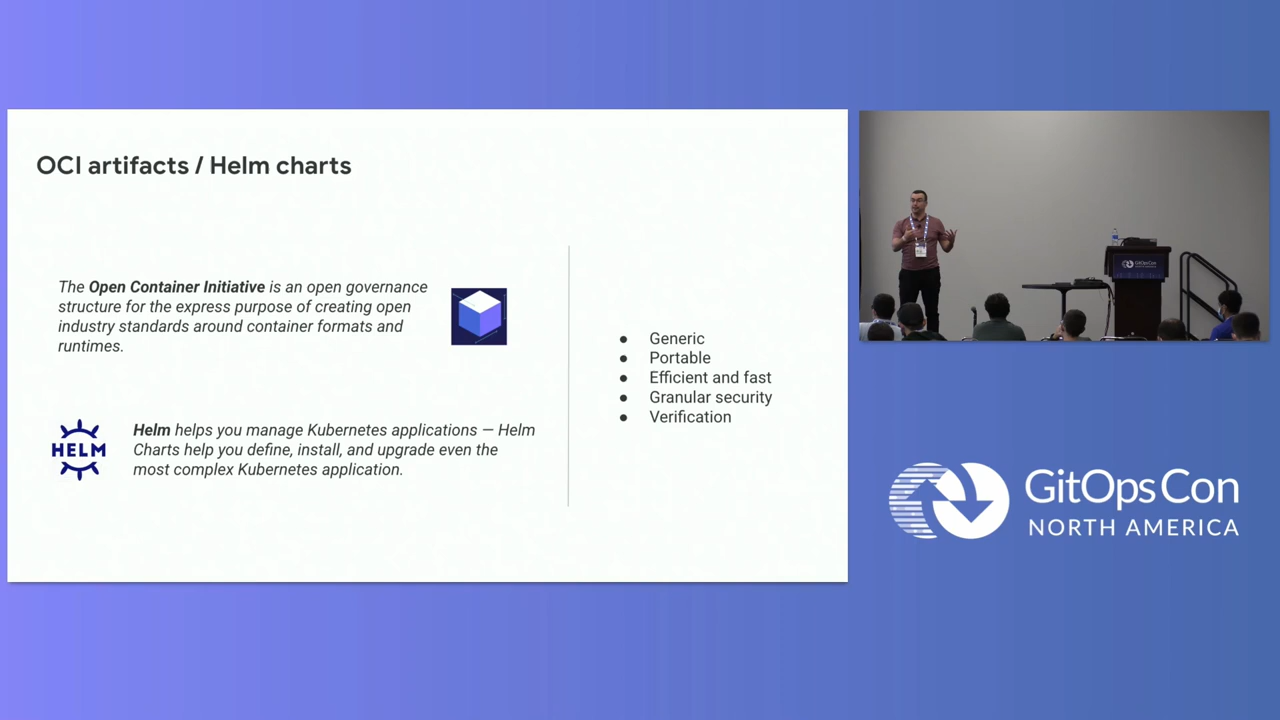 OCI artifacts / Helm charts
The Open Container Initiative is an open governance
structure for the express purpose of creating open
industry standards around container formats and
runtimes.
HELM
Helm helps you manage Kubernetes applications — Helm
Charts help you define, install, and upgrade even the
most complex Kubernetes application.
● Generic
● Portable
● Efficient and fast
● Granular security
● Verification
GitOpsCon
GitOpsCon
NORTH AMERICA